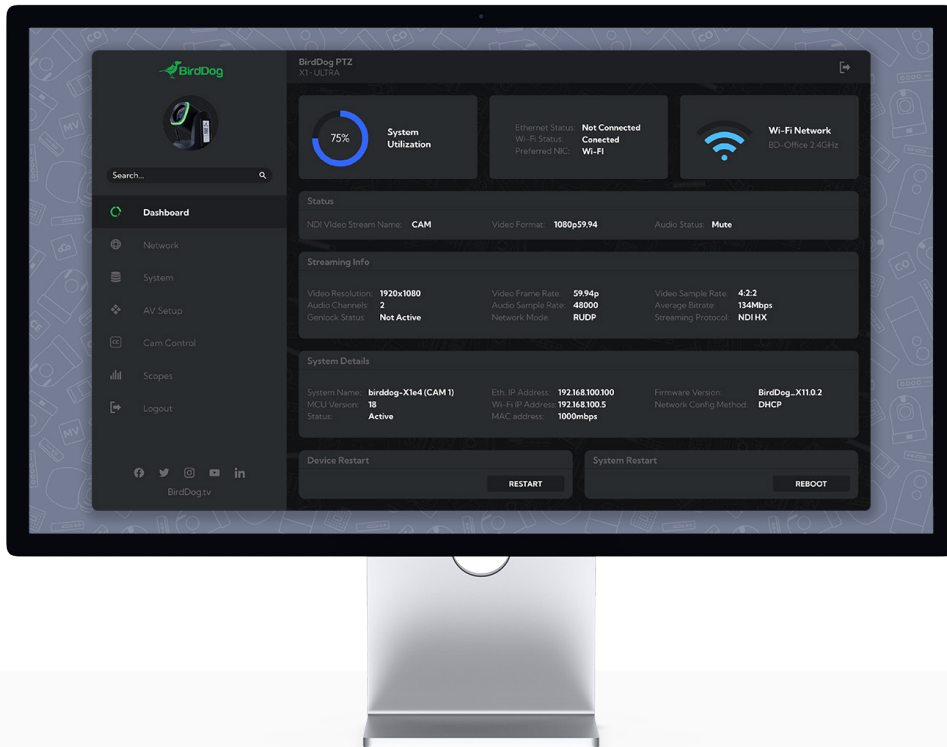 BirdDog
Search...
Dashboard
Network
System
AV Setup
Cam Control
Scopes
Logout
BirdDog.tv
BirdDog PTZ
X1- ULTRA
75%
System
Utilization
Ethernet Status: Not Connected
Wi-Fi Status: Conected
Preferred NIC: Wi-FI
Wi-Fi Network
BD-Office 2.4GHz
Status
NDI VIdeo Stream Name: CAM Video Format: 1080p59.94 Audio Status: Mute
Streaming Info
Video Resolution: 1920x1080 Video Frame Rate: 59.94p Video Sample Rate: 4:2:2
Audio Channels: 2 Audio Sample Rate: 48000 Average Bitrate: 134Mbps
Genlock Status: Not Active Network Mode: RUDP Streaming Protocol: NDI HX
System Details
System Name: birddog-X1e4 (CAM 1) Eth. IP Address: 192.168.100.100 Firmware Version: BirdDog_X11.0.2
MCU Version: 18 Wi-Fi IP Address: 192.168.100.5 Network Config Method: DHCP
Status: Active MAC address: 1000mbps
Device Restart
RESTART
System Restart
REBOOT